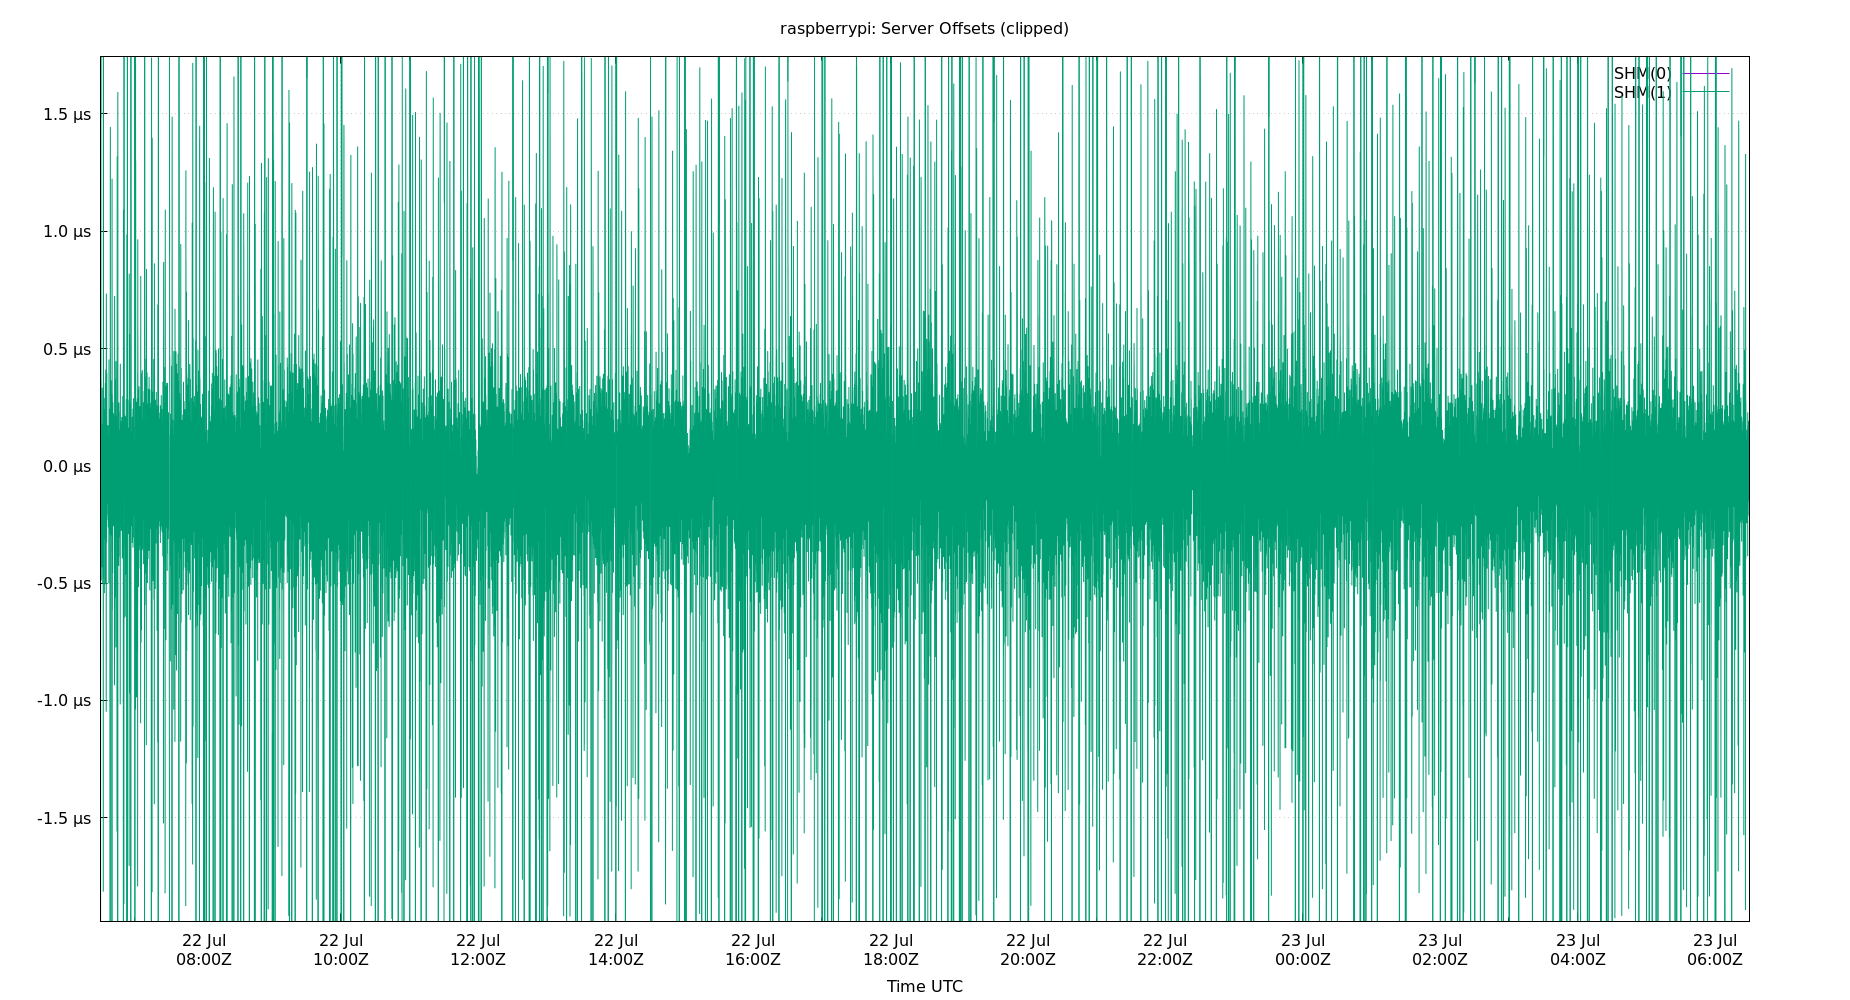 raspberrypi: Server Offsets (clipped)
SHM(0)
SHM(1)
1.5 µs
1.0 µs
0.5 µs
0.0 µs
-0.5 µs
-1.0 µs
-1.5 µs
22 Jul 22 Jul 22 Jul 22 Jul 22 Jul 22 Jul 22 Jul 22 Jul 23 Jul 23 Jul 23 Jul 23 Jul
08:00Z 10:00Z 12:00Z 14:00Z 16:00Z 18:00Z 20:00Z 22:00Z 00:00Z 02:00Z 04:00Z 06:00Z
Time UTC